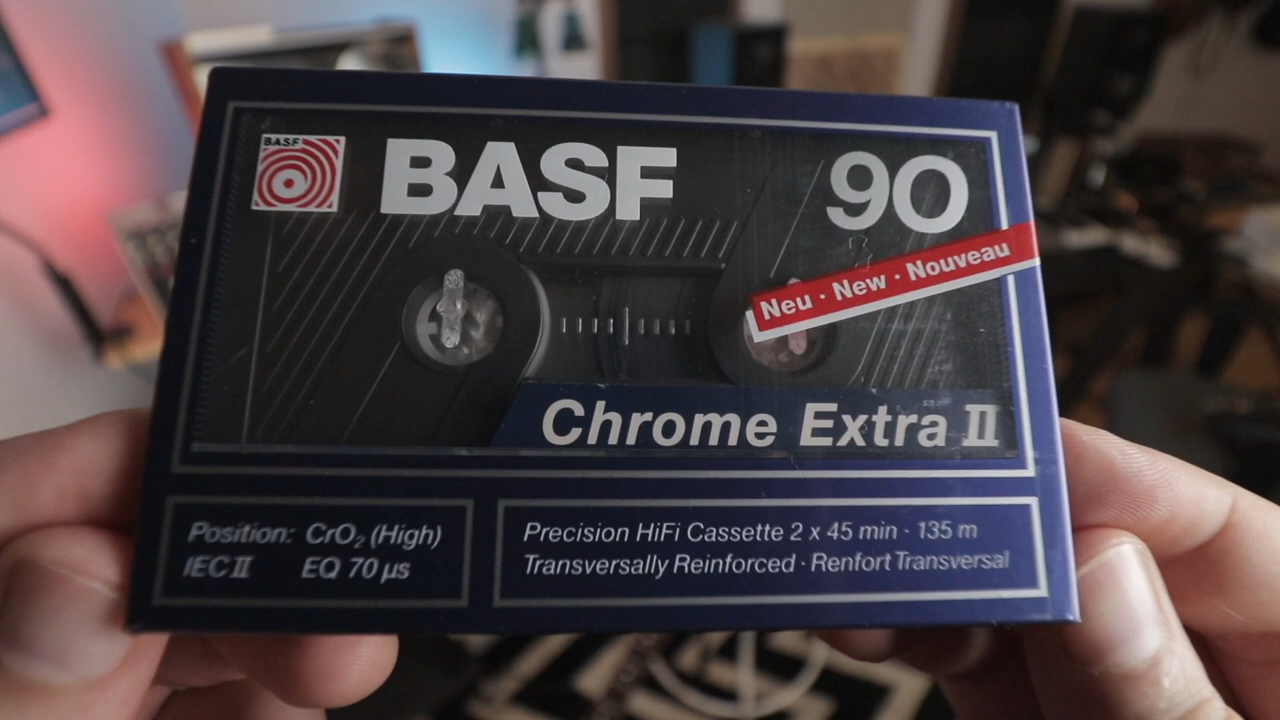 BASF
BASF
90
Neu · New · Nouveau
Chrome Extra II
Position: CrO₂ (High)
IEC II EQ 70 µs
Precision HiFi Cassette 2 x 45 min · 135 m
Transversally Reinforced · Renfort Transversal